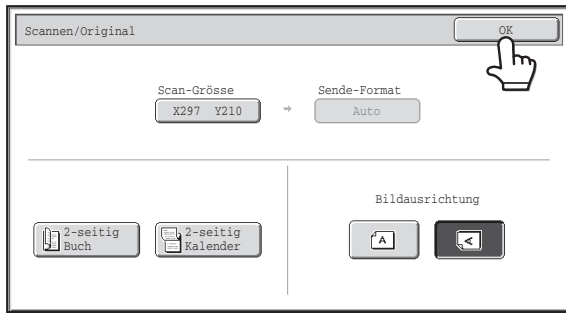 Scannen/Original
OK
Scan-Grösse
Sende-Format
X297 Y210
Auto
Bildausrichtung
2-seitig
Buch
2-seitig
Kalender
A
A